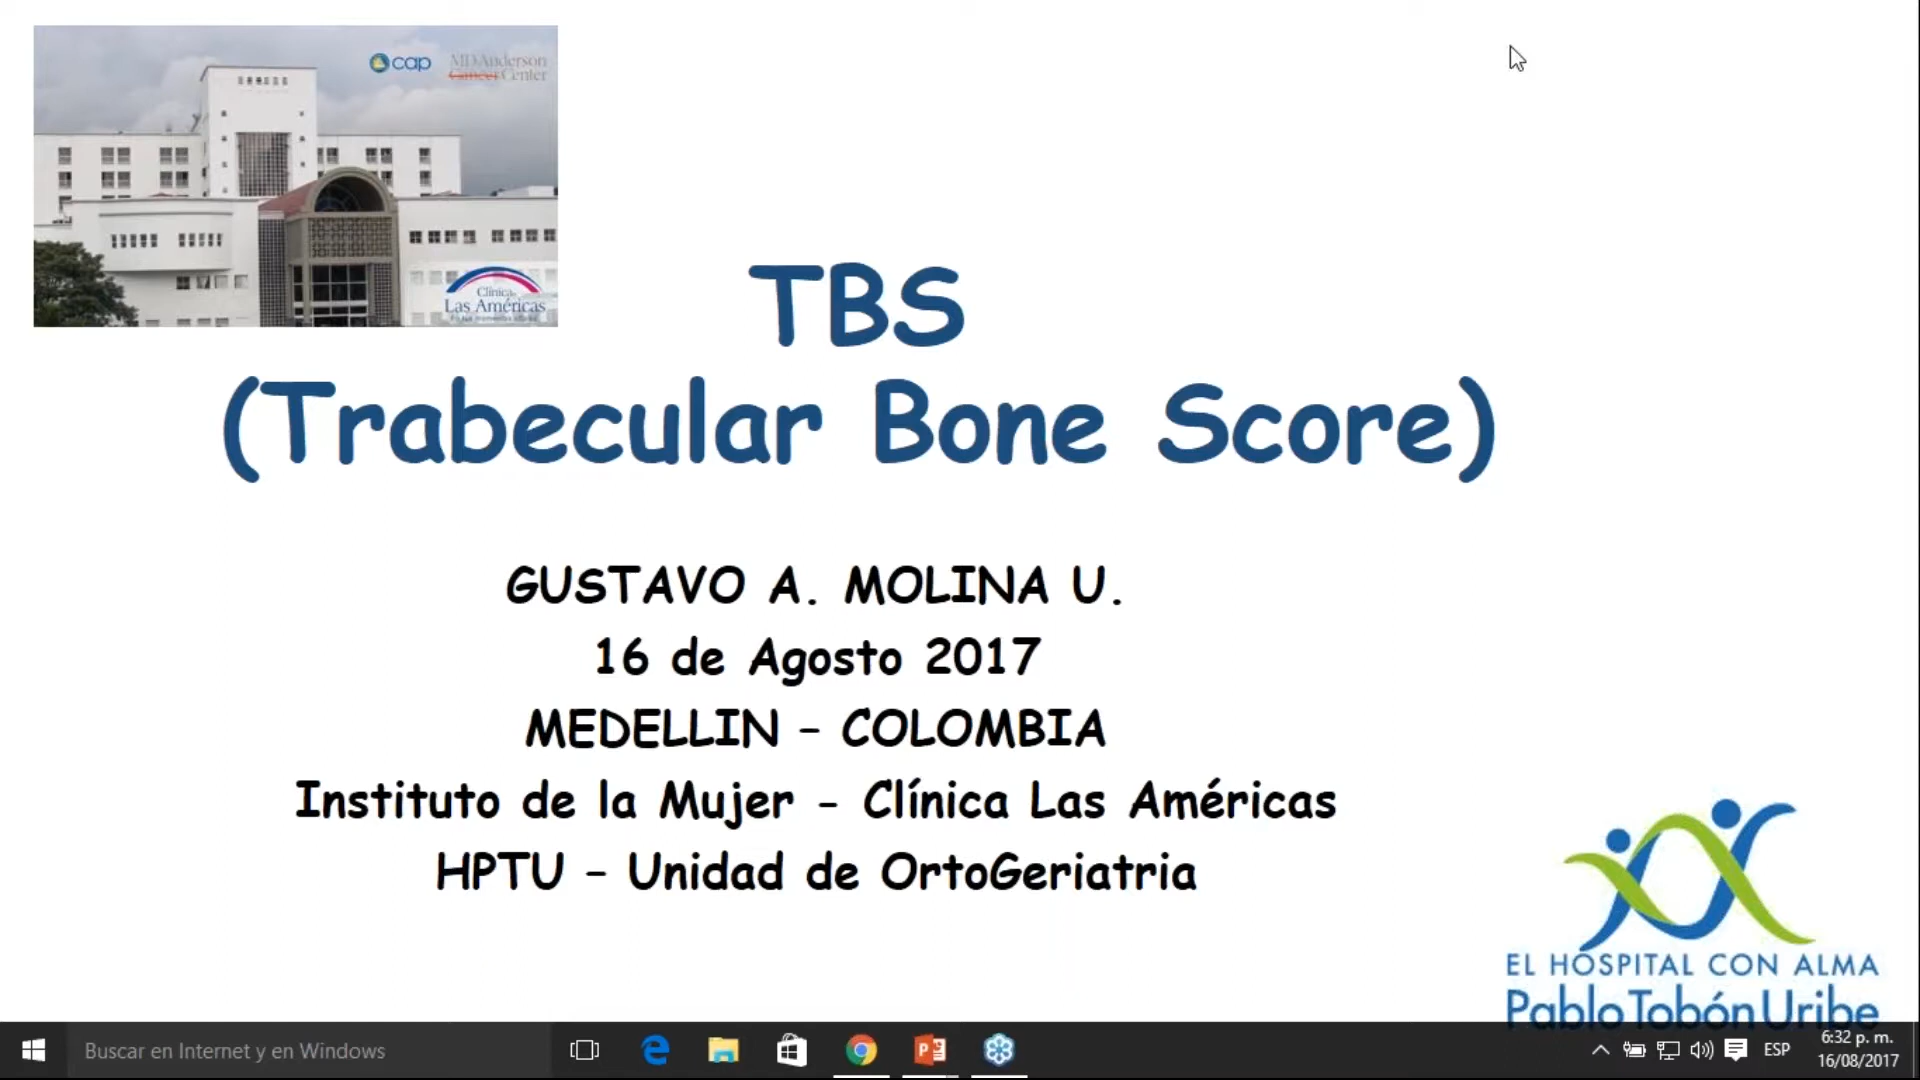 cap
MDAnderson
Cancer Center
Clínica
Las Américas
TBS
(Trabecular Bone Score)
GUSTAVO A. MOLINA U.
16 de Agosto 2017
MEDELLIN – COLOMBIA
Instituto de la Mujer - Clínica Las Américas
HPTU – Unidad de OrtoGeriatria
EL HOSPITAL CON ALMA
Pablo Tobón Uribe
Buscar en Internet y en Windows
ESP
6:32 p. m.
16/08/2017